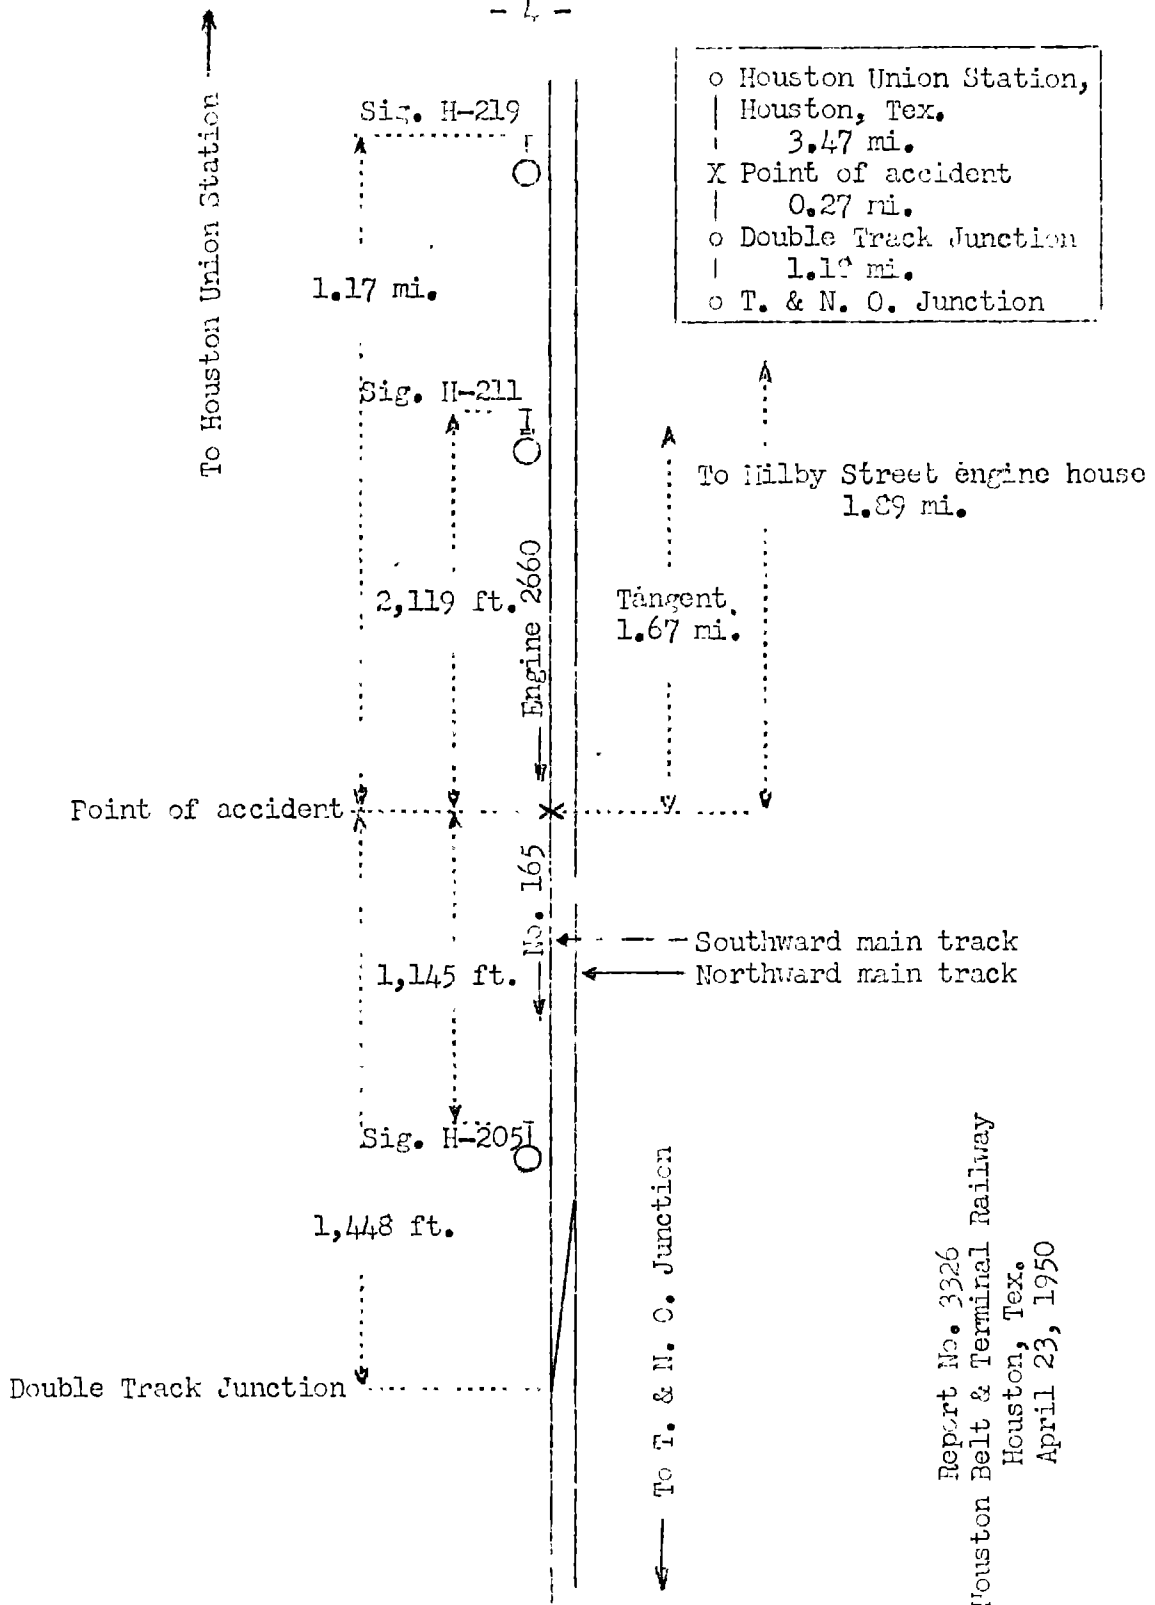 - 4 -
To Houston Union Station
Sig. H-219
o Houston Union Station,
Houston, Tex.
3.47 mi.
X Point of accident
0.27 mi.
o Double Track Junction
mi.
o T. & N. O. Junction
1.17 mi.
Sig. H-211
To Milby Street engine house
1.89 mi.
Engine 2660
2,119 ft.
Tangent
1.67 mi.
Point of accident
No. 165
Southward main track
Northward main track
1,145 ft.
Sig. H-205
1,448 ft.
Double Track Junction
To T. & N. O. Junction
Report No. 3326
Houston Belt & Terminal Railway
Houston, Tex.
April 23, 1950